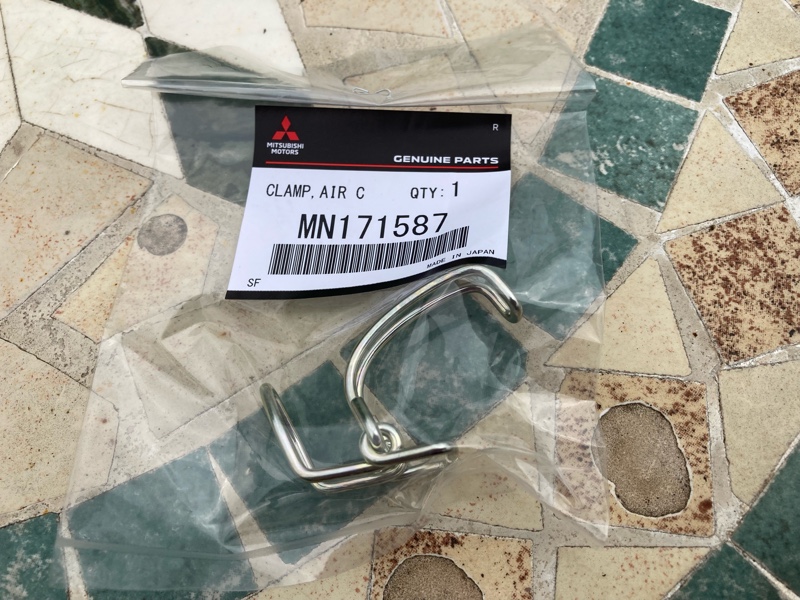 R
MITSUBISHI
MOTORS
GENUINE PARTS
CLAMP,AIR C QTY: 1
MN171587
MADE IN JAPAN
SF